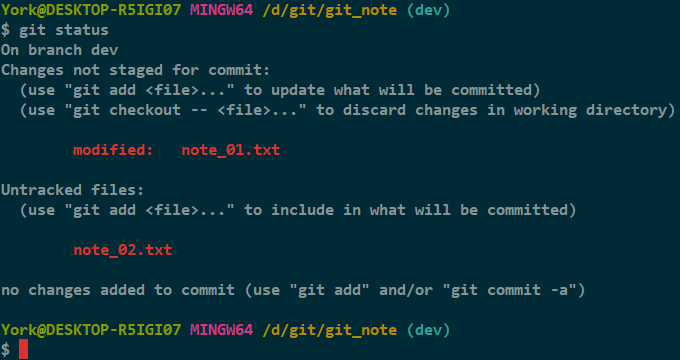 York@DESKTOP-R5IGI07 MINGW64 /d/git/git_note (dev)
$ git status
On branch dev
Changes not staged for commit:
  (use "git add <file>..." to update what will be committed)
  (use "git checkout -- <file>..." to discard changes in working directory)

        modified:   note_01.txt

Untracked files:
  (use "git add <file>..." to include in what will be committed)

        note_02.txt

no changes added to commit (use "git add" and/or "git commit -a")

York@DESKTOP-R5IGI07 MINGW64 /d/git/git_note (dev)
$